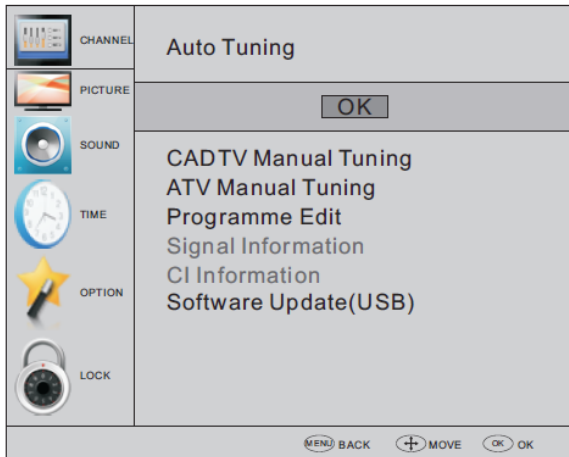 CHANNEL
PICTURE
SOUND
TIME
OPTION
LOCK
Auto Tuning
OK
CADTV Manual Tuning
ATV Manual Tuning
Programme Edit
Signal Information
CI Information
Software Update(USB)
MENU BACK MOVE OK OK